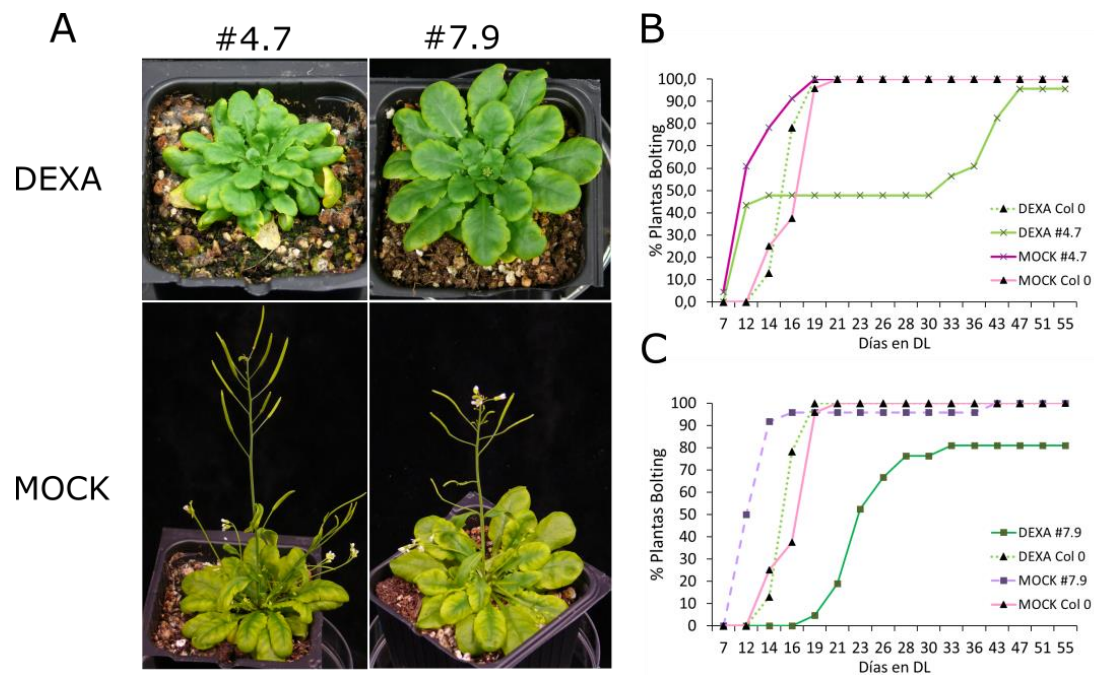 A
#4.7 #7.9
DEXA
MOCK
B
100,0
90,0
80,0
70,0
60,0
50,0
40,0
30,0
20,0
10,0
0,0
% Plantas Bolting
DEXA Col 0
DEXA #4.7
MOCK #4.7
MOCK Col 0
7 12 14 16 19 21 23 26 28 30 33 36 43 47 51 55
Días en DL
C
100
90
80
70
60
50
40
30
20
10
0
% Plantas Bolting
DEXA #7.9
DEXA Col 0
MOCK #7.9
MOCK Col 0
7 12 14 16 19 21 23 26 28 30 33 36 43 47 51 55
Días en DL